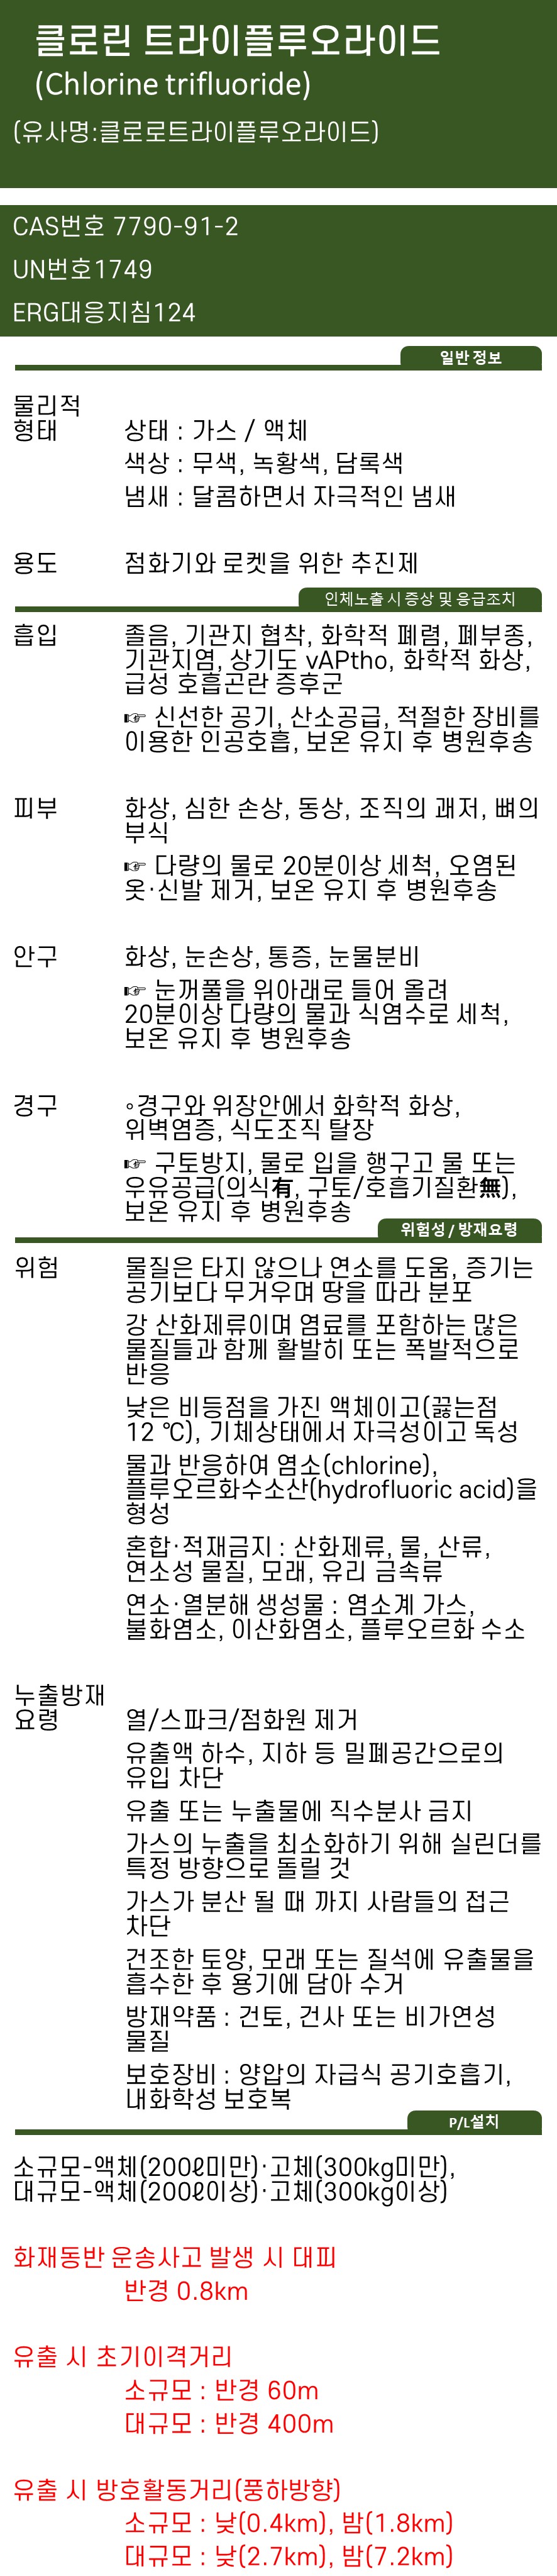 클로린 트라이플루오라이드
(Chlorine trifluoride)
(유사명:클로로트라이플루오라이드)
CAS번호 7790-91-2
UN번호1749
ERG대응지침124
일반 정보
물리적
형태 상태 : 가스 / 액체
색상 : 무색, 녹황색, 담록색
냄새 : 달콤하면서 자극적인 냄새
용도 점화기와 로켓을 위한 추진제
인체노출 시 증상 및 응급조치
흡입 졸음, 기관지 협착, 화학적 폐렴, 폐부종,
기관지염, 상기도 vAPtho, 화학적 화상,
급성 호흡곤란 증후군
☞ 신선한 공기, 산소공급, 적절한 장비를
이용한 인공호흡, 보온 유지 후 병원후송
피부 화상, 심한 손상, 동상, 조직의 괘저, 뼈의
부식
☞ 다량의 물로 20분이상 세척, 오염된
옷·신발 제거, 보온 유지 후 병원후송
안구 화상, 눈손상, 통증, 눈물분비
☞ 눈꺼풀을 위아래로 들어 올려
20분이상 다량의 물과 식염수로 세척,
보온 유지 후 병원후송
경구 ∘경구와 위장안에서 화학적 화상,
위벽염증, 식도조직 탈장
☞ 구토방지, 물로 입을 행구고 물 또는
우유공급(의식有, 구토/호흡기질환無),
보온 유지 후 병원후송
위험성 / 방재요령
위험 물질은 타지 않으나 연소를 도움, 증기는
공기보다 무거우며 땅을 따라 분포
강 산화제류이며 염료를 포함하는 많은
물질들과 함께 활발히 또는 폭발적으로
반응
낮은 비등점을 가진 액체이고(끓는점
12 ℃), 기체상태에서 자극성이고 독성
물과 반응하여 염소(chlorine),
플루오르화수소산(hydrofluoric acid)을
형성
혼합·적재금지 : 산화제류, 물, 산류,
연소성 물질, 모래, 유리 금속류
연소·열분해 생성물 : 염소계 가스,
불화염소, 이산화염소, 플루오르화 수소
누출방재
요령 열/스파크/점화원 제거
유출액 하수, 지하 등 밀폐공간으로의
유입 차단
유출 또는 누출물에 직수분사 금지
가스의 누출을 최소화하기 위해 실린더를
특정 방향으로 돌릴 것
가스가 분산 될 때 까지 사람들의 접근
차단
건조한 토양, 모래 또는 질석에 유출물을
흡수한 후 용기에 담아 수거
방재약품 : 건토, 건사 또는 비가연성
물질
보호장비 : 양압의 자급식 공기호흡기,
내화학성 보호복
P/L설치
소규모-액체(200ℓ미만)·고체(300kg미만),
대규모-액체(200ℓ이상)·고체(300kg이상)
화재동반 운송사고 발생 시 대피
반경 0.8km
유출 시 초기이격거리
소규모 : 반경 60m
대규모 : 반경 400m
유출 시 방호활동거리(풍하방향)
소규모 : 낮(0.4km), 밤(1.8km)
대규모 : 낮(2.7km), 밤(7.2km)